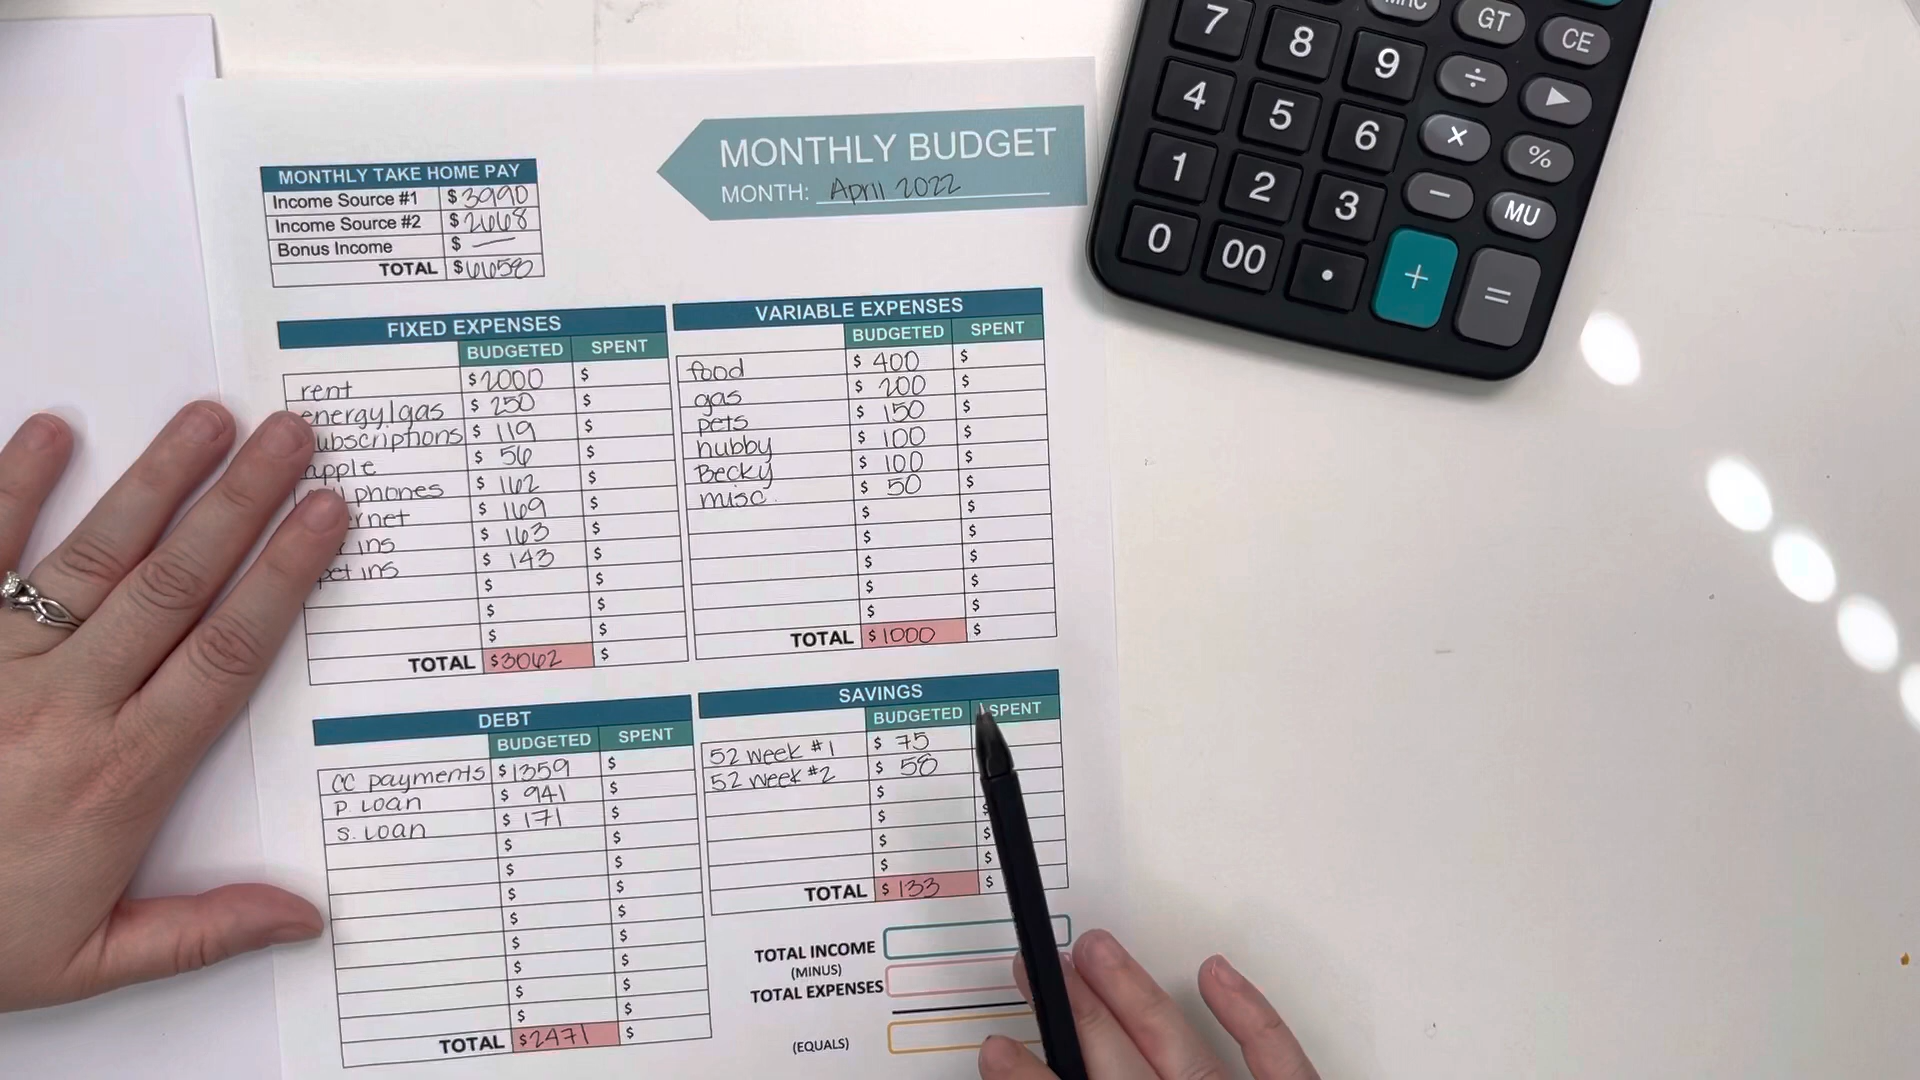 MRC
GT
CE
7
8
9
÷
▶
4
5
6
×
%
1
2
3
−
MU
0
00
•
+
=
MONTHLY BUDGET
MONTH: April 2022
MONTHLY TAKE HOME PAY
Income Source #1 $3990
Income Source #2 $2668
Bonus Income $ —
TOTAL $6658
FIXED EXPENSES
BUDGETED SPENT
rent $2000 $
energy/gas $ 250 $
ubscriptions $ 119 $
apple $ 56 $
phones $ 162 $
rnet $ 169 $
ins $ 163 $
pet ins $ 143 $
$ $
$ $
$ $
TOTAL $3062 $
VARIABLE EXPENSES
BUDGETED SPENT
food $ 400 $
gas $ 200 $
pets $ 150 $
hubby $ 100 $
Becky $ 100 $
misc. $ 50 $
$ $
$ $
$ $
$ $
$ $
TOTAL $1000 $
DEBT
BUDGETED SPENT
CC payments $1359 $
P. Loan $ 941 $
S. Loan $ 171 $
$ $
$ $
$ $
$ $
$ $
$ $
$ $
$ $
TOTAL $2471 $
SAVINGS
BUDGETED SPENT
52 week #1 $ 75
52 week #2 $ 58
$
$ $
$ $
$ $
TOTAL $ 133 $
TOTAL INCOME
(MINUS)
TOTAL EXPENSES
(EQUALS)